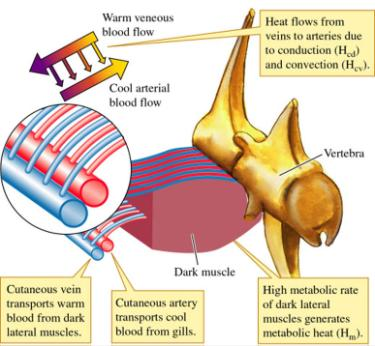 Warm veneous
blood flow
Heat flows from
veins to arteries due
to conduction (Hcd)
and convection (Hcv).
Cool arterial
blood flow
Vertebra
Dark muscle
Cutaneous vein
transports warm
blood from dark
lateral muscles.
Cutaneous artery
transports cool
blood from gills.
High metabolic rate
of dark lateral
muscles generates
metabolic heat (Hm).